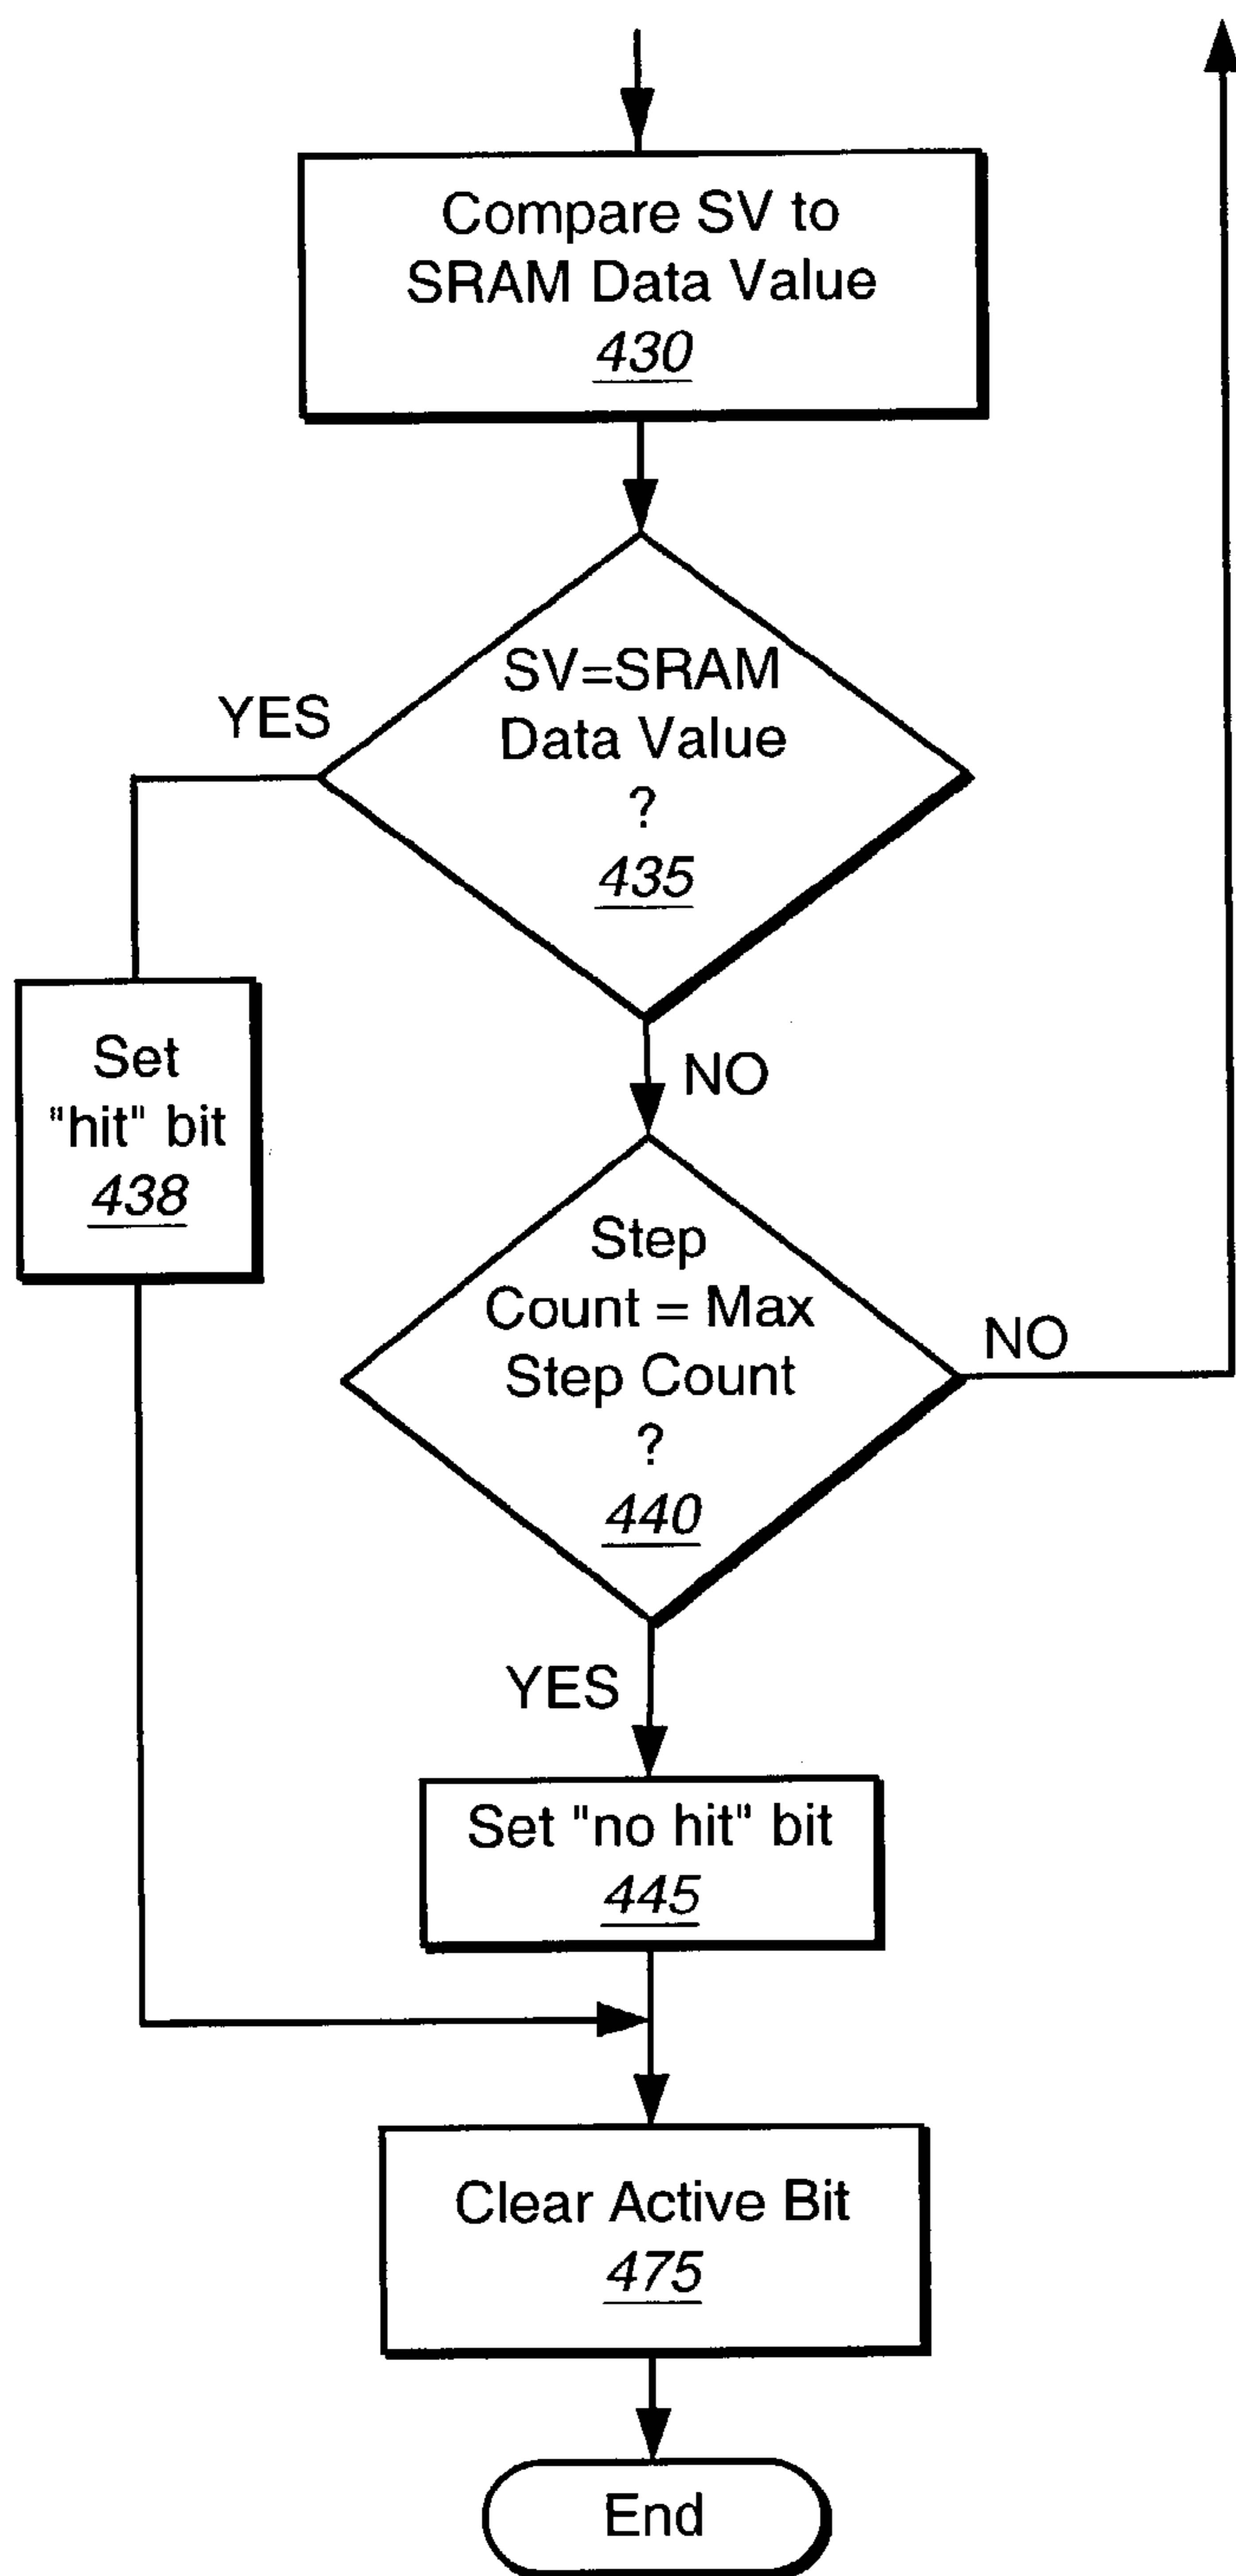 Compare SV to
SRAM Data Value
430
SV=SRAM
Data Value
?
435
YES
NO
Set
"hit" bit
438
Step
Count = Max
Step Count
?
440
NO
YES
Set "no hit" bit
445
Clear Active Bit
475
End